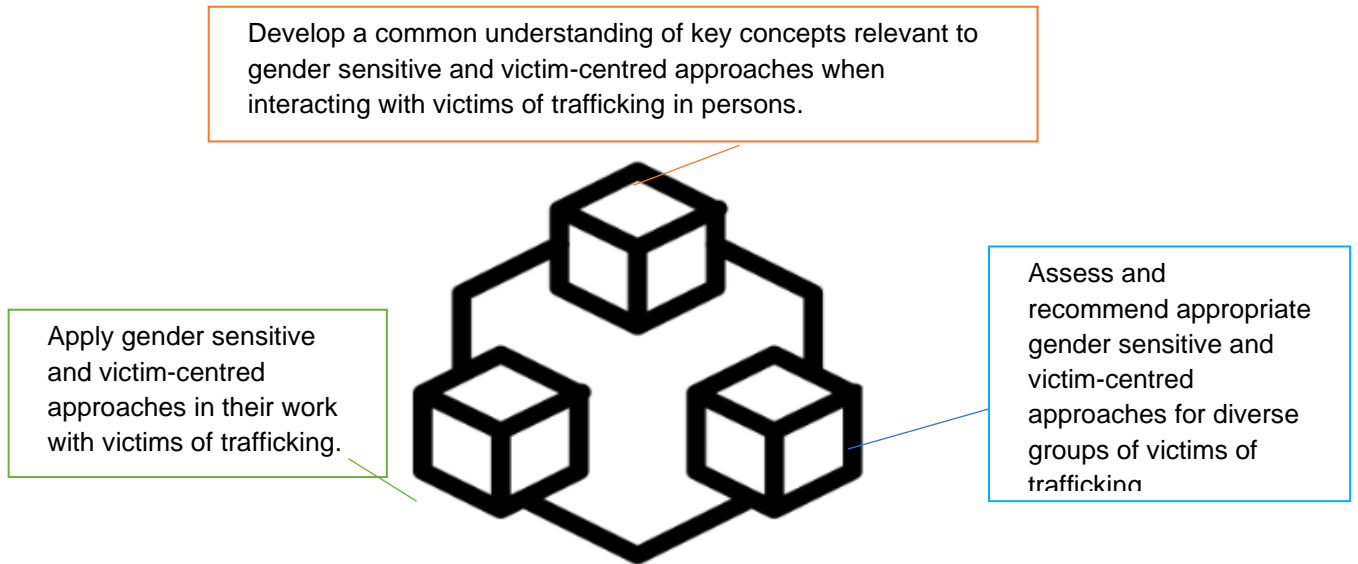 Develop a common understanding of key concepts relevant to
gender sensitive and victim-centred approaches when
interacting with victims of trafficking in persons.
Assess and
recommend appropriate
gender sensitive and
victim-centred
approaches for diverse
groups of victims of
trafficking
Apply gender sensitive
and victim-centred
approaches in their work
with victims of trafficking.